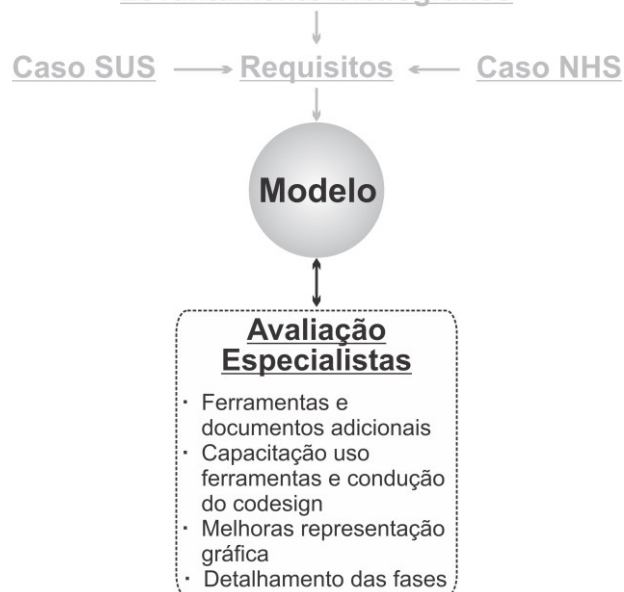 Caso SUS Requisitos Caso NHS
Modelo
Avaliação
Especialistas
· Ferramentas e
documentos adicionais
· Capacitação uso
ferramentas e condução
do codesign
· Melhoras representação
gráfica
· Detalhamento das fases